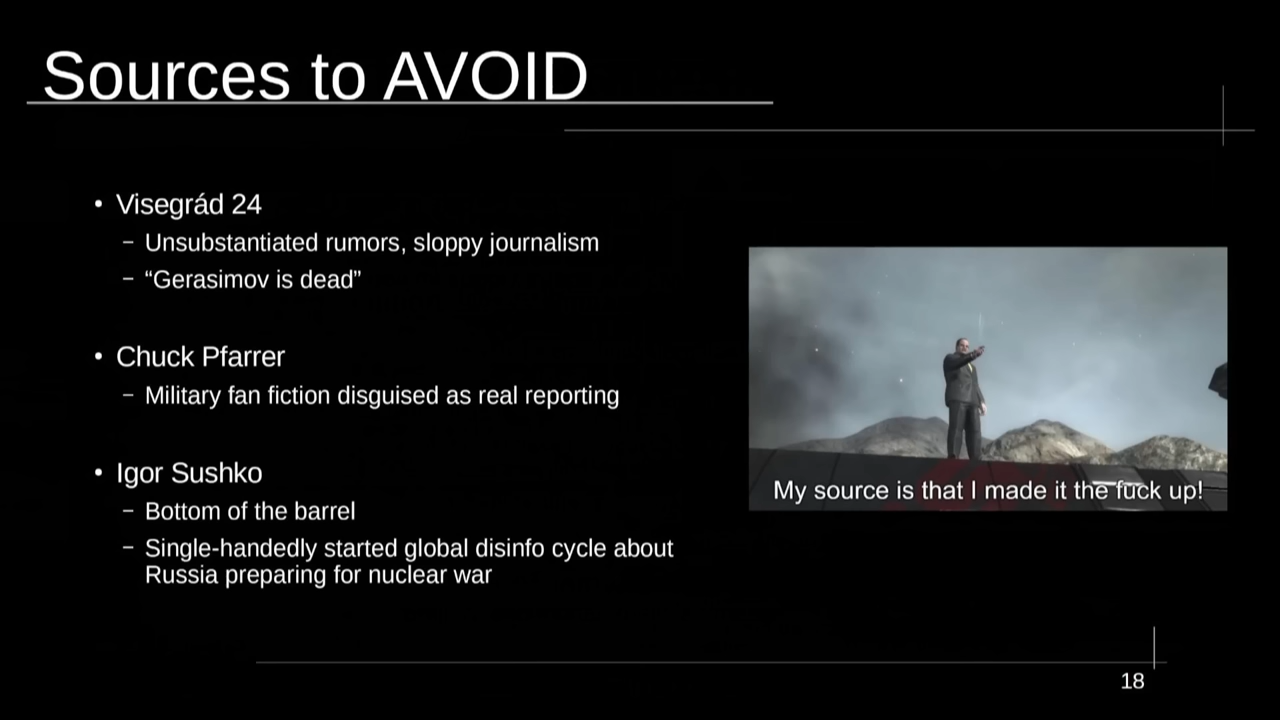 Sources to AVOID
• Visegrád 24
– Unsubstantiated rumors, sloppy journalism
– “Gerasimov is dead”
• Chuck Pfarrer
– Military fan fiction disguised as real reporting
• Igor Sushko
– Bottom of the barrel
– Single-handedly started global disinfo cycle about
Russia preparing for nuclear war
My source is that I made it the fuck up!
18